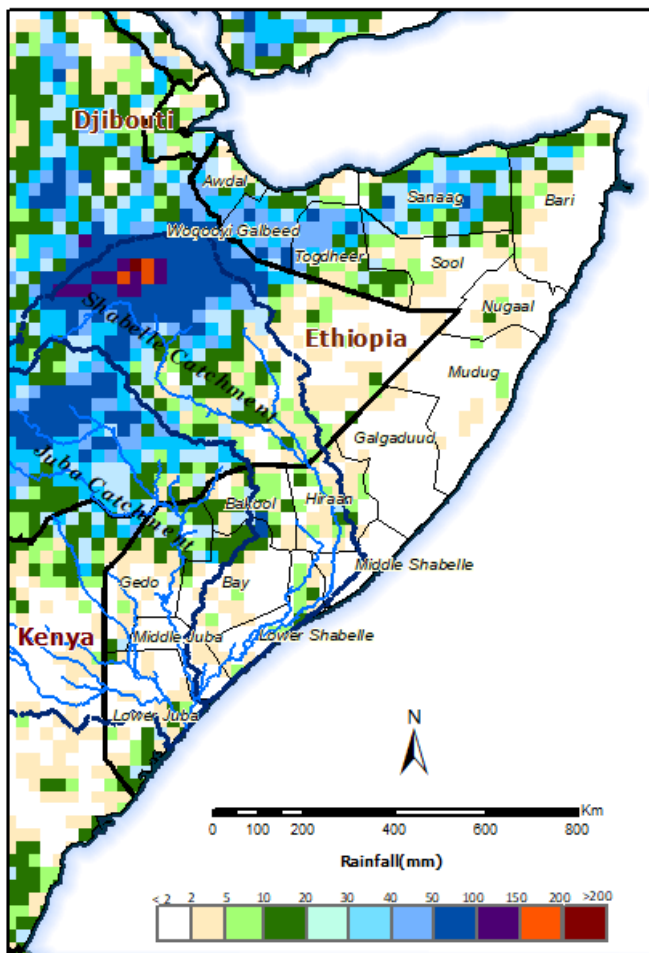 Djibouti
Awdal
Sanaag
Bari
Woqooyi Galbeed
Togdheer
Sool
Shabelle Catchment
Ethiopia
Nugaal
Mudug
Galgaduud
Juba Catchment
Bakool
Hiraan
Gedo
Bay
Middle Shabelle
Kenya
Middle Juba
Lower Shabelle
Lower Juba
N
Km
0 100 200 400 600 800
Rainfall(mm)
< 2 2 5 10 20 30 40 50 100 150 200 >200